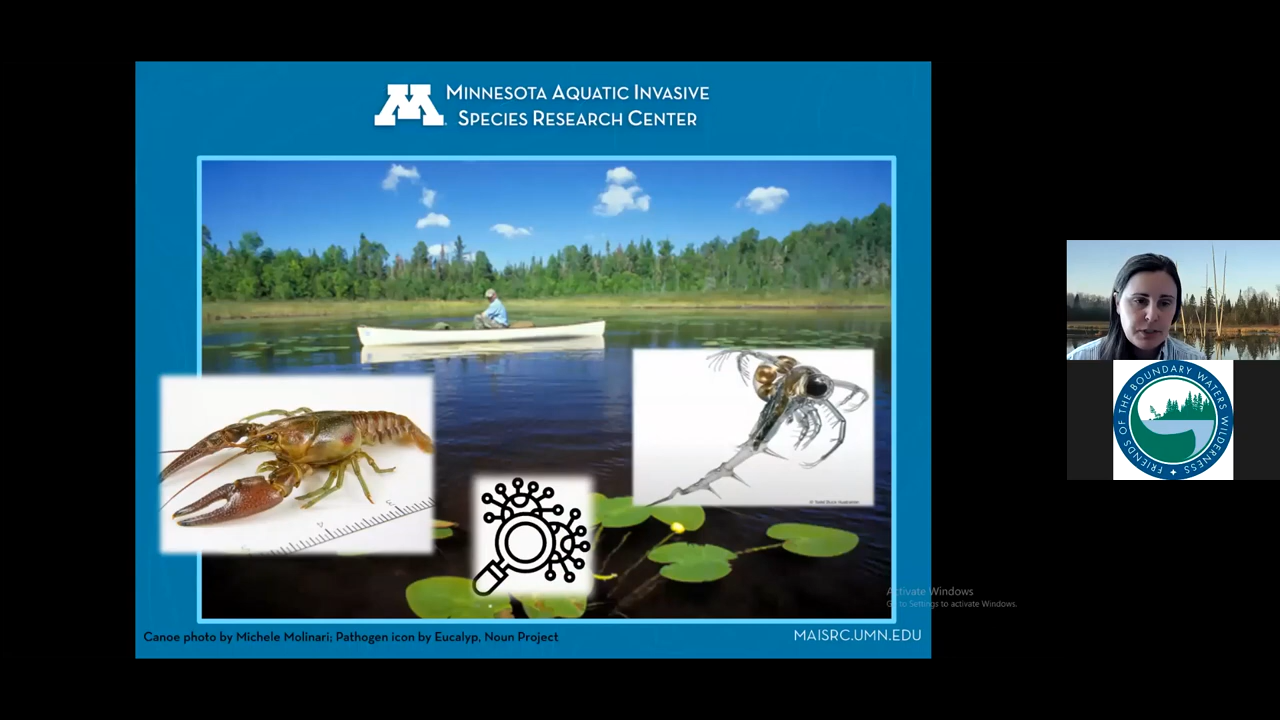 MINNESOTA AQUATIC INVASIVE
SPECIES RESEARCH CENTER
FRIENDS OF THE BOUNDARY WATERS WILDERNESS
Activate Windows
Go to Settings to activate Windows.
Canoe photo by Michele Molinari; Pathogen icon by Eucalyp, Noun Project
MAISRC.UMN.EDU